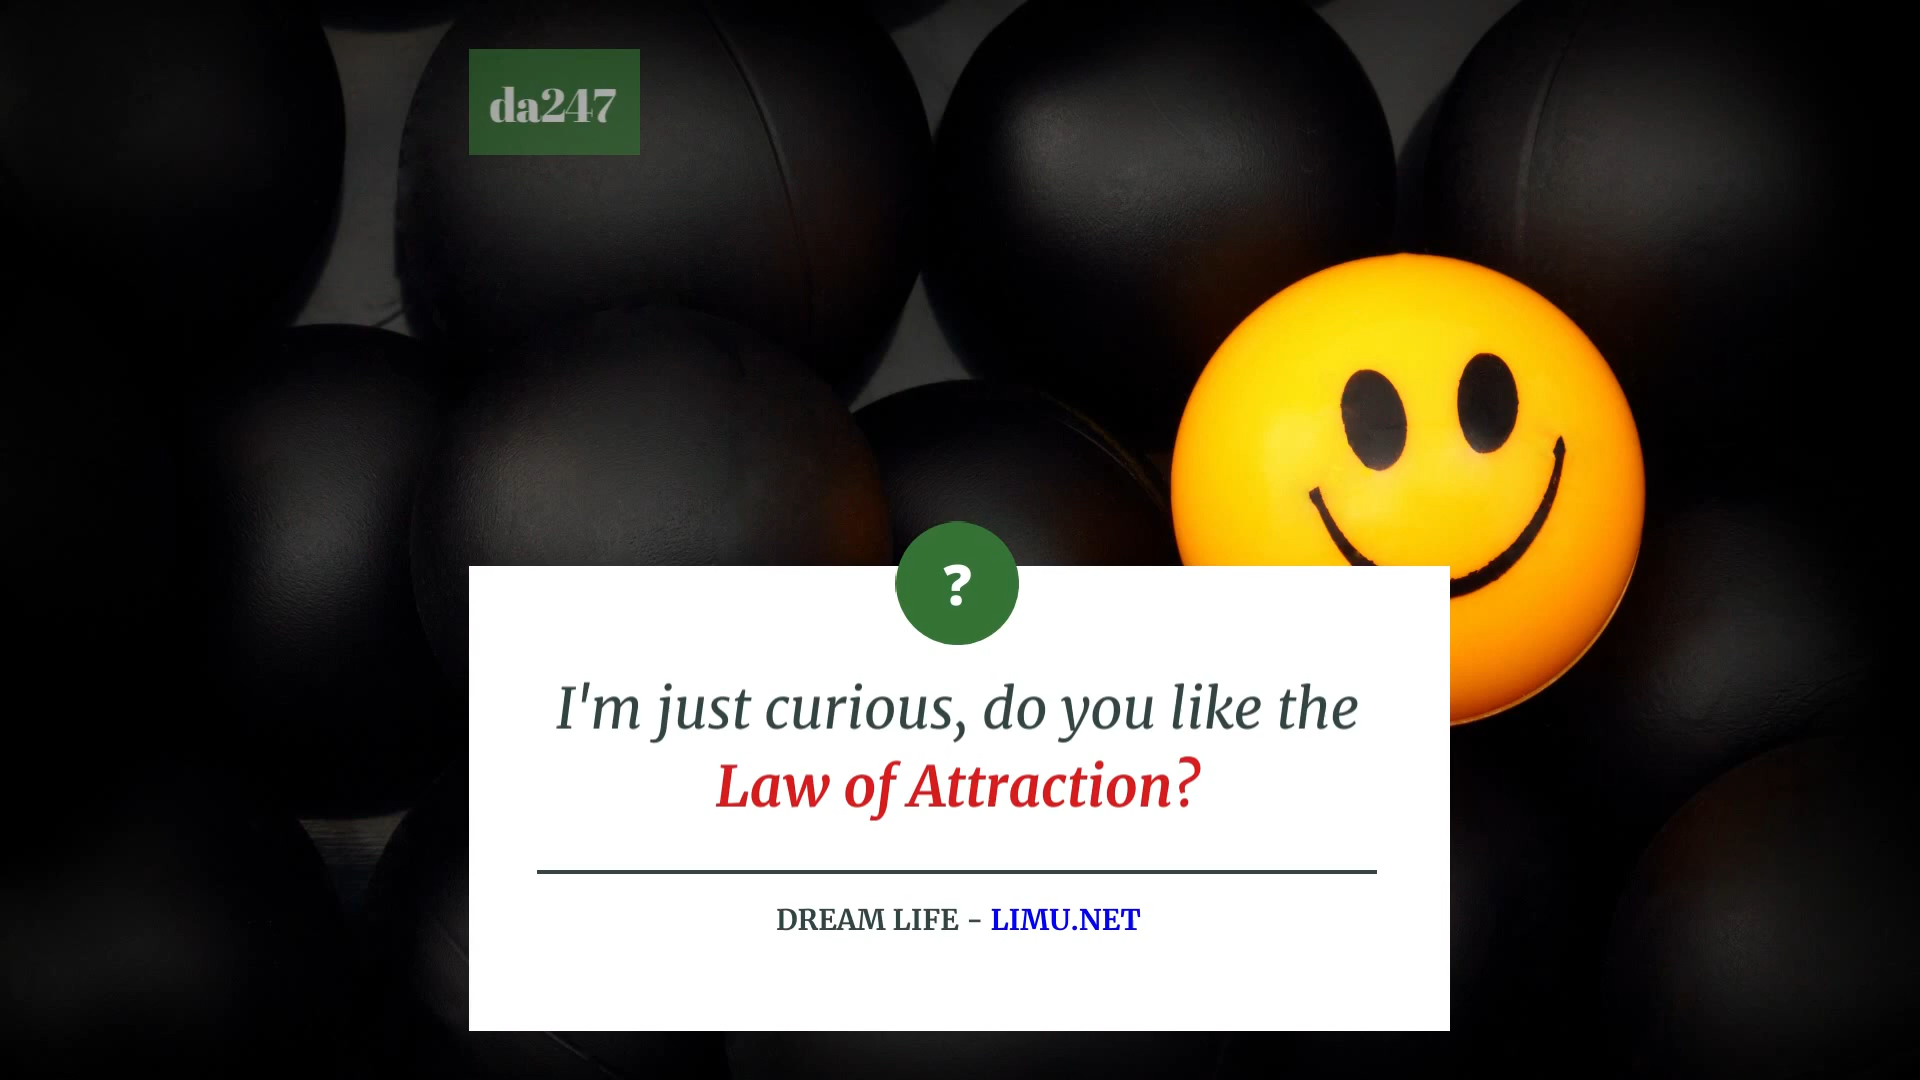 da247
?
I'm just curious, do you like the
Law of Attraction?
DREAM LIFE – LIMU.NET